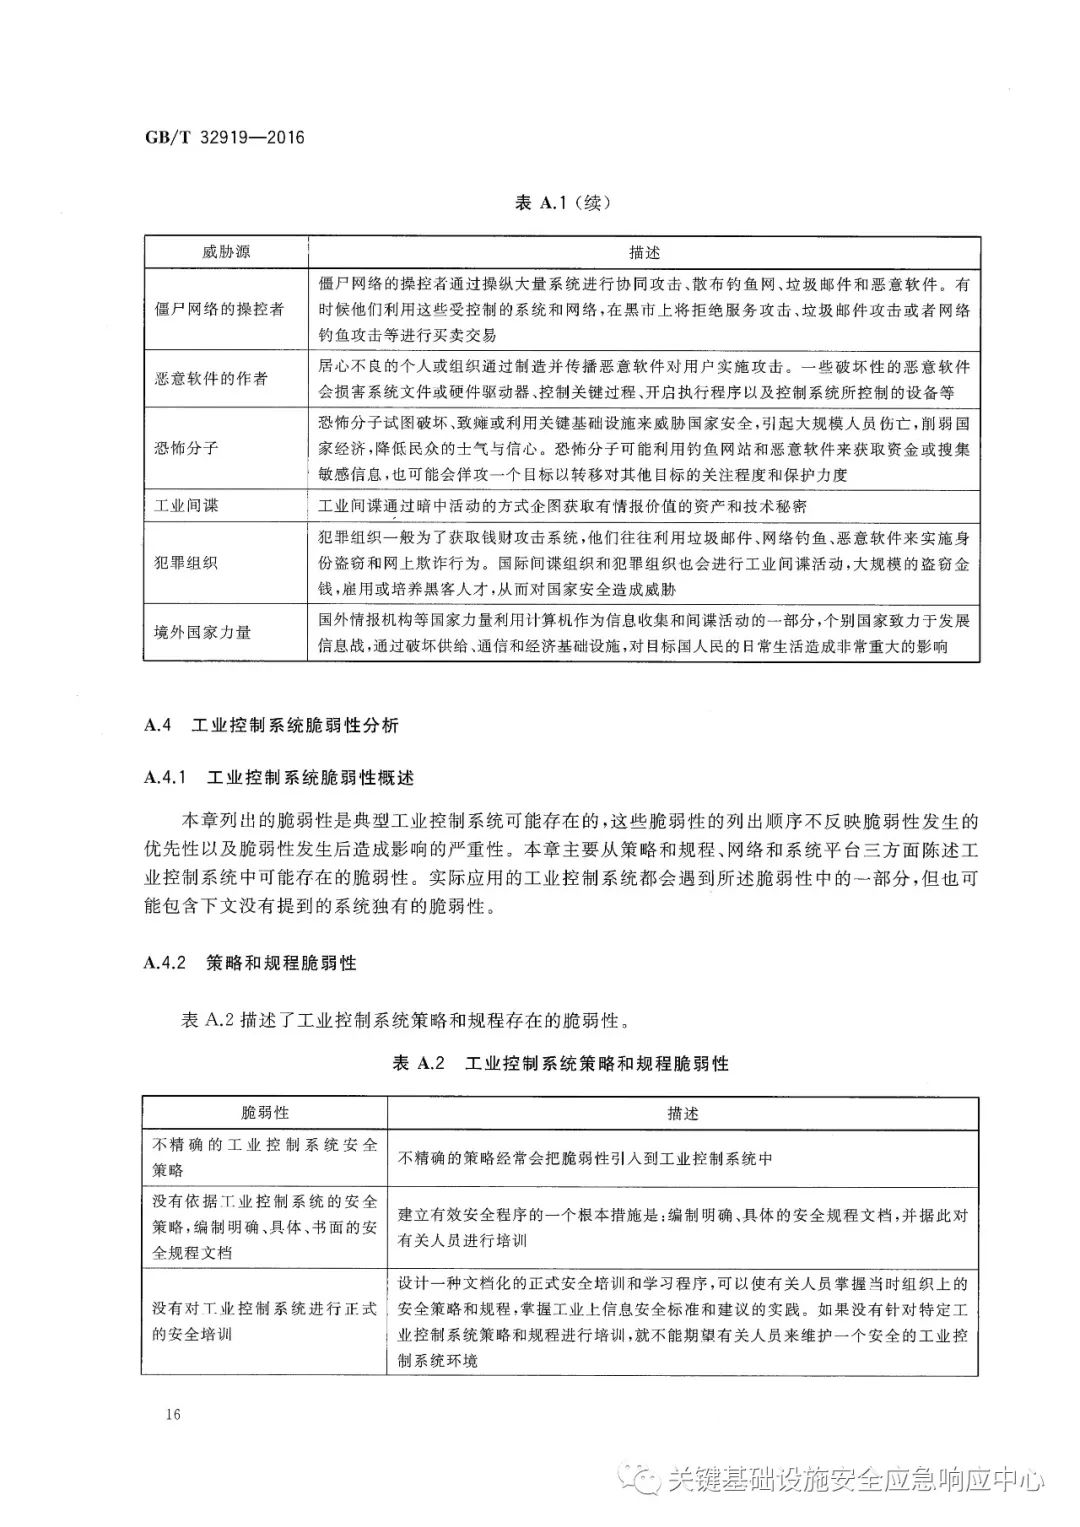 GB/T 32919—2016
表 A.1（续）
威胁源
描述
僵尸网络的操控者
僵尸网络的操控者通过操纵大量系统进行协同攻击、散布钓鱼网、垃圾邮件和恶意软件。有
时候他们利用这些受控制的系统和网络,在黑市上将拒绝服务攻击、垃圾邮件攻击或者网络
钓鱼攻击等进行买卖交易
恶意软件的作者
居心不良的个人或组织通过制造并传播恶意软件对用户实施攻击。一些破坏性的恶意软件
会损害系统文件或硬件驱动器、控制关键过程、开启执行程序以及控制系统所控制的设备等
恐怖分子
恐怖分子试图破坏、致瘫或利用关键基础设施来威胁国家安全,引起大规模人员伤亡,削弱国
家经济,降低民众的士气与信心。恐怖分子可能利用钓鱼网站和恶意软件来获取资金或搜集
敏感信息,也可能会佯攻一个目标以转移对其他目标的关注程度和保护力度
工业间谍
工业间谍通过暗中活动的方式企图获取有情报价值的资产和技术秘密
犯罪组织
犯罪组织一般为了获取钱财攻击系统,他们往往利用垃圾邮件、网络钓鱼、恶意软件来实施身
份盗窃和网上欺诈行为。国际间谍组织和犯罪组织也会进行工业间谍活动,大规模的盗窃金
钱,雇用或培养黑客人才,从而对国家安全造成威胁
境外国家力量
国外情报机构等国家力量利用计算机作为信息收集和间谍活动的一部分,个别国家致力于发展
信息战,通过破坏供给、通信和经济基础设施,对目标国人民的日常生活造成非常重大的影响
A.4 工业控制系统脆弱性分析
A.4.1 工业控制系统脆弱性概述
本章列出的脆弱性是典型工业控制系统可能存在的,这些脆弱性的列出顺序不反映脆弱性发生的
优先性以及脆弱性发生后造成影响的严重性。本章主要从策略和规程、网络和系统平台三方面陈述工
业控制系统中可能存在的脆弱性。实际应用的工业控制系统都会遇到所述脆弱性中的一部分,但也可
能包含下文没有提到的系统独有的脆弱性。
A.4.2 策略和规程脆弱性
表 A.2 描述了工业控制系统策略和规程存在的脆弱性。
表 A.2 工业控制系统策略和规程脆弱性
脆弱性
描述
不精确的工业控制系统安全
策略
不精确的策略经常会把脆弱性引入到工业控制系统中
没有依据工业控制系统的安全
策略,编制明确、具体、书面的安
全规程文档
建立有效安全程序的一个根本措施是:编制明确、具体的安全规程文档,并据此对
有关人员进行培训
没有对工业控制系统进行正式
的安全培训
设计一种文档化的正式安全培训和学习程序,可以使有关人员掌握当时组织上的
安全策略和规程,掌握工业上信息安全标准和建议的实践。如果没有针对特定工
业控制系统策略和规程进行培训,就不能期望有关人员来维护一个安全的工业控
制系统环境
16
关键基础设施安全应急响应中心